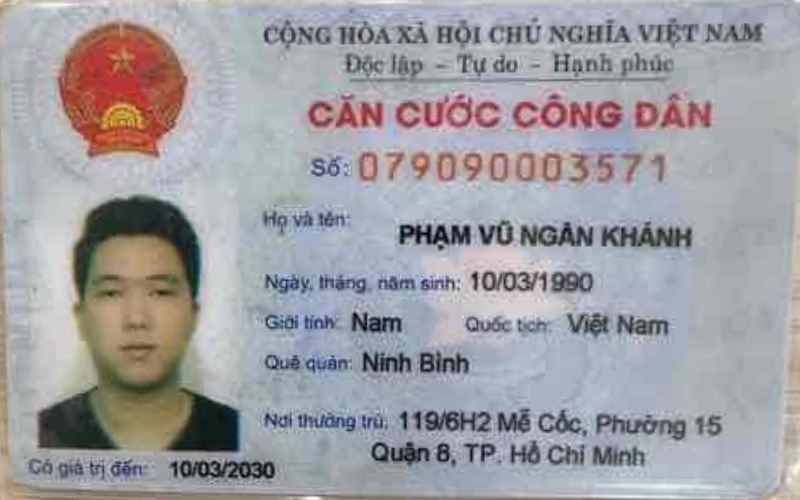 CỘNG HÒA XÃ HỘI CHỦ NGHĨA VIỆT NAM
Độc lập - Tự do - Hạnh phúc
CĂN CƯỚC CÔNG DÂN
Số: 079090003571
Họ và tên: PHẠM VŨ NGÂN KHÁNH
Ngày, tháng, năm sinh: 10/03/1990
Giới tính: Nam Quốc tịch: Việt Nam
Quê quán: Ninh Bình
Nơi thường trú: 119/6H2 Mễ Cốc, Phường 15
Quận 8, TP. Hồ Chí Minh
Có giá trị đến: 10/03/2030